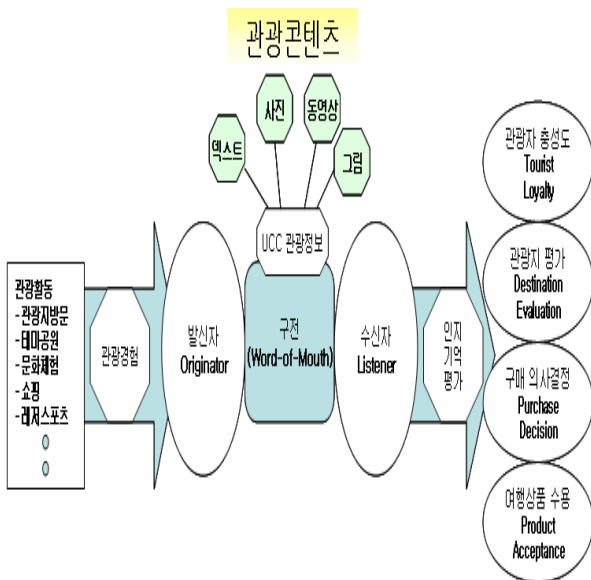 관광콘텐츠
사진
동영상
텍스트
그림
UCC 관광정보
관광활동
-관광지방문
-테마공원
-문화체험
-쇼핑
-레져스포츠
관광경험
발신자
Originator
구전
(Word-of-Mouth)
수신자
Listener
인지
기억
평가
관광자 충성도
Tourist
Loyalty
관광지 평가
Destination
Evaluation
구매 의사결정
Purchase
Decision
여행상품 수용
Product
Acceptance